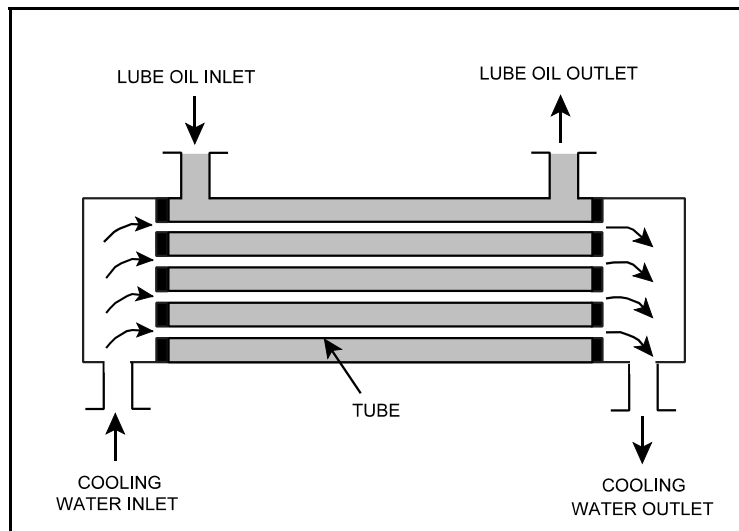 LUBE OIL INLET
LUBE OIL OUTLET
TUBE
COOLING
WATER INLET
COOLING
WATER OUTLET